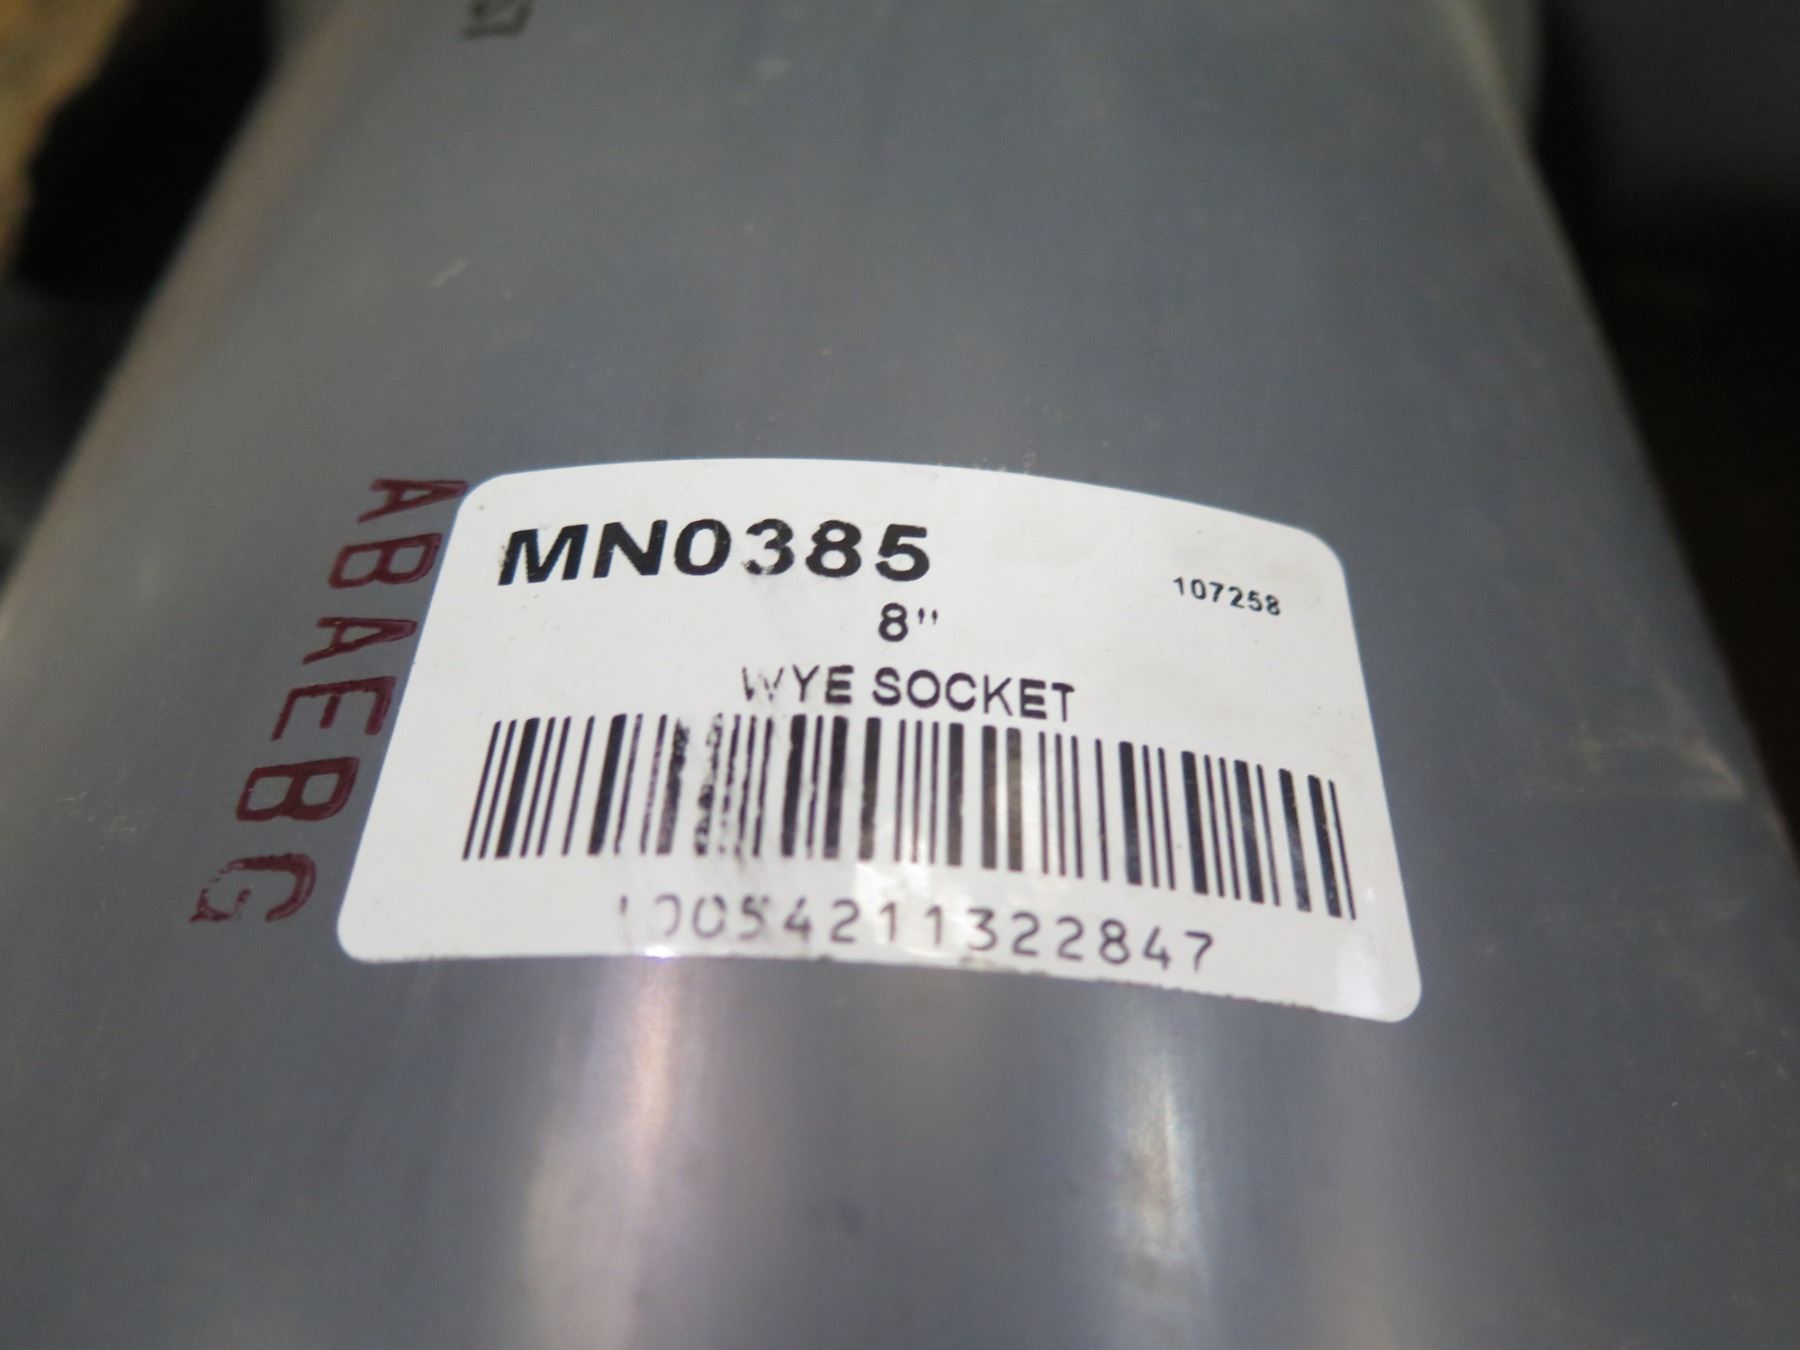 ABAEBG
MN0385
107258
8"
WYE SOCKET
10054211322847